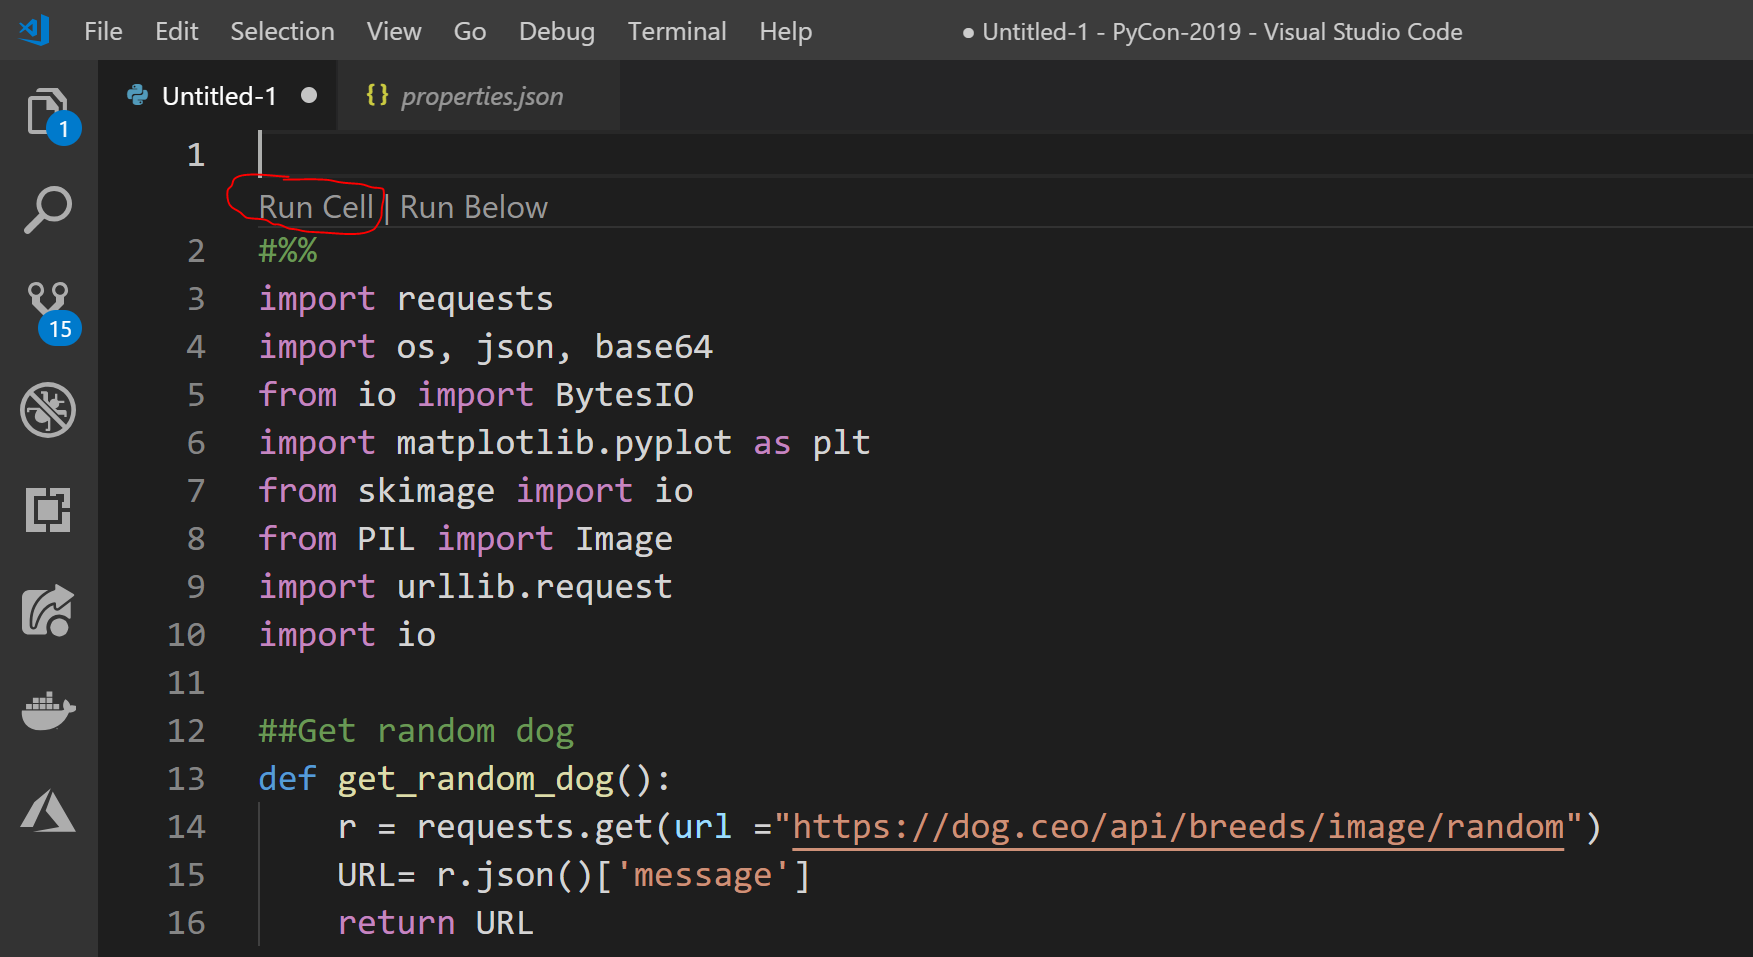 File Edit Selection View Go Debug Terminal Help ● Untitled-1 - PyCon-2019 - Visual Studio Code
Untitled-1 ● {} properties.json
1
1
Run Cell | Run Below
2 #%%
3 import requests
15
4 import os, json, base64
5 from io import BytesIO
6 import matplotlib.pyplot as plt
7 from skimage import io
8 from PIL import Image
9 import urllib.request
10 import io
11
12 ##Get random dog
13 def get_random_dog():
14 r = requests.get(url ="https://dog.ceo/api/breeds/image/random")
15 URL= r.json()['message']
16 return URL